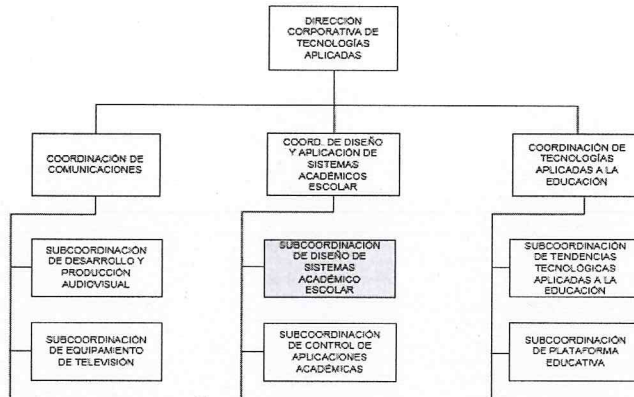 DIRECCIÓN
CORPORATIVA DE
TECNOLOGÍAS
APLICADAS
COORDINACIÓN DE
COMUNICACIONES
COORD. DE DISEÑO
Y APLICACIÓN DE
SISTEMAS
ACADÉMICOS
ESCOLAR
COORDINACIÓN DE
TECNOLOGÍAS
APLICADAS A LA
EDUCACIÓN
SUBCOORDINACIÓN
DE DESARROLLO Y
PRODUCCIÓN
AUDIOVISUAL
SUBCOORDINACIÓN
DE DISEÑO DE
SISTEMAS
ACADÉMICO
ESCOLAR
SUBCOORDINACIÓN
DE TENDENCIAS
TECNOLÓGICAS
APLICADAS A LA
EDUCACIÓN
SUBCOORDINACIÓN
DE EQUIPAMIENTO
DE TELEVISIÓN
SUBCOORDINACIÓN
DE CONTROL DE
APLICACIONES
ACADÉMICAS
SUBCOORDINACIÓN
DE PLATAFORMA
EDUCATIVA